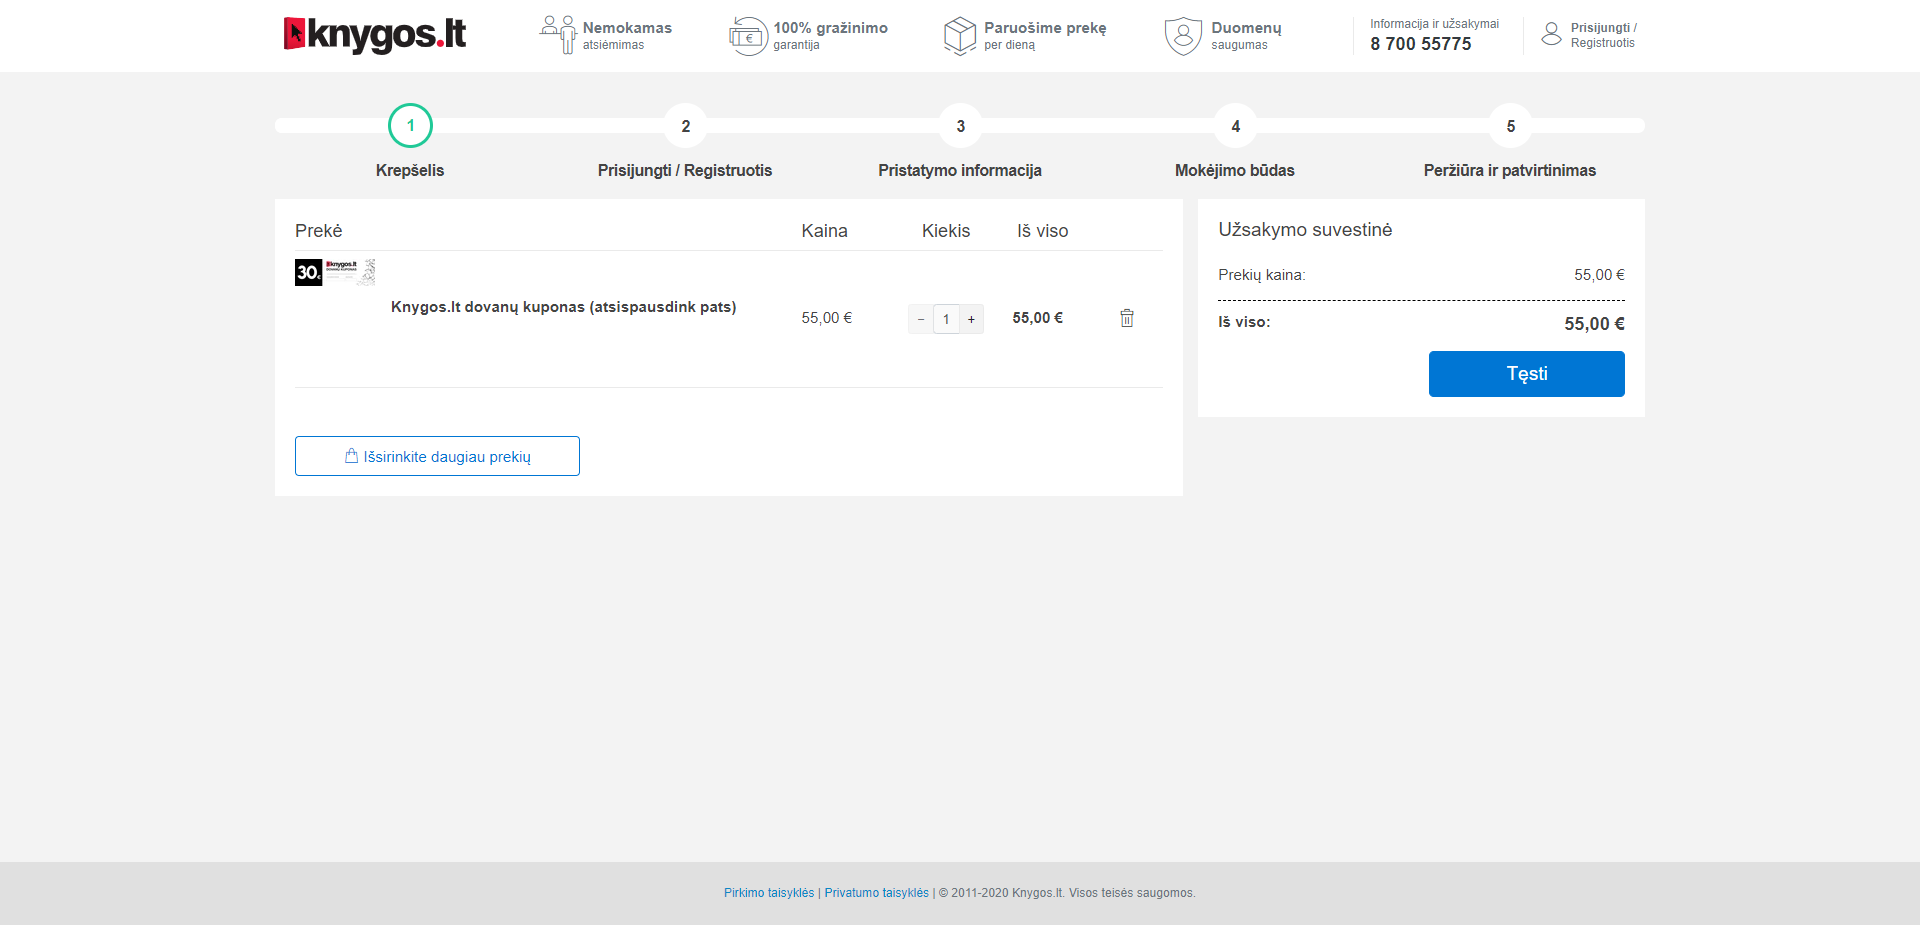 knygos.lt
Nemokamas
atsiėmimas
100% gražinimo
garantija
Paruošime prekę
per dieną
Duomenų
saugumas
Informacija ir užsakymai
8 700 55775
Prisijungti /
Registruotis
1
2
3
4
5
Krepšelis
Prisijungti / Registruotis
Pristatymo informacija
Mokėjimo būdas
Peržiūra ir patvirtinimas
Prekė
Kaina
Kiekis
Iš viso
30€
knygos.lt
Knygos.lt dovanų kuponas (atsispausdink pats)
55,00 €
− 1 +
55,00 €
Išsirinkite daugiau prekių
Užsakymo suvestinė
Prekių kaina: 55,00 €
Iš viso: 55,00 €
Tęsti
Pirkimo taisyklės | Privatumo taisyklės | © 2011-2020 Knygos.lt. Visos teisės saugomos.